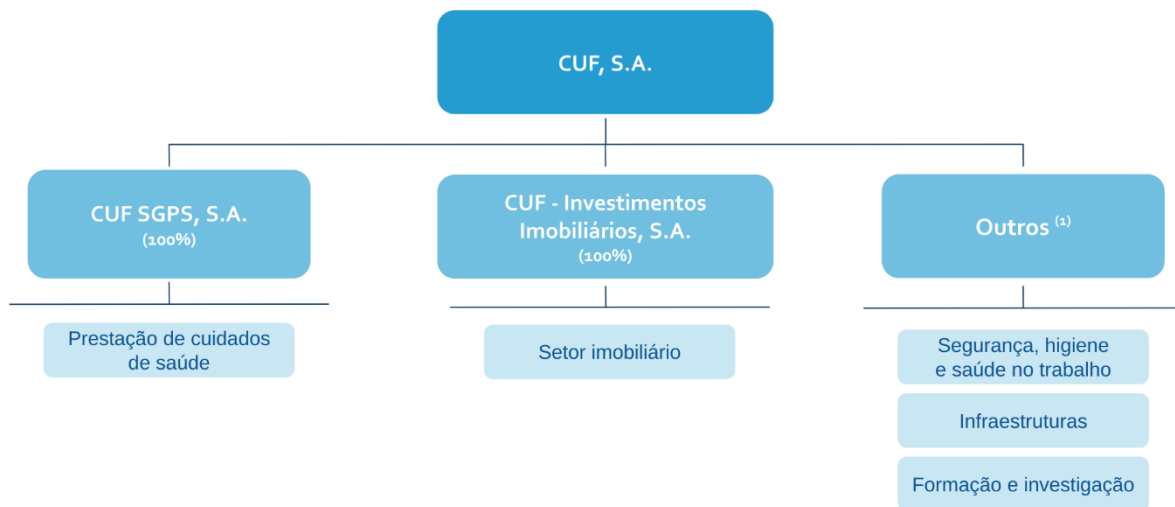 CUF, S.A.
CUF SGPS, S.A.
(100%)
CUF - Investimentos
Imobiliários, S.A.
(100%)
Outros (1)
Prestação de cuidados
de saúde
Setor imobiliário
Segurança, higiene
e saúde no trabalho
Infraestruturas
Formação e investigação